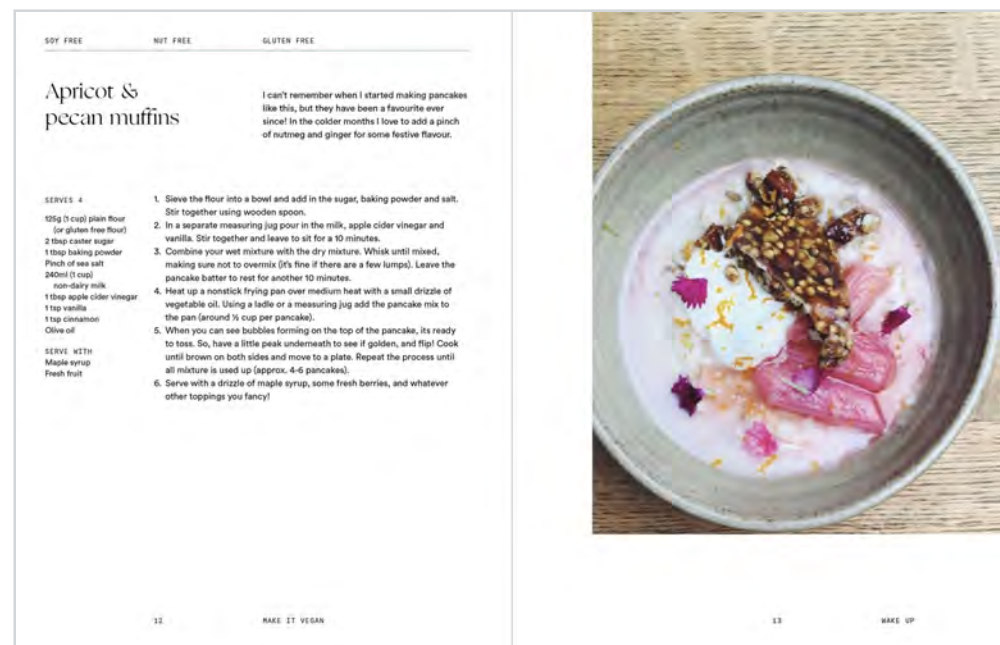 SOY FREE
NUT FREE
GLUTEN FREE
Apricot &
pecan muffins
I can't remember when I started making pancakes
like this, but they have been a favourite ever
since! In the colder months I love to add a pinch
of nutmeg and ginger for some festive flavour.
SERVES 4
125g (1 cup) plain flour
(or gluten free flour)
2 tbsp caster sugar
1 tbsp baking powder
Pinch of sea salt
240ml (1 cup)
non-dairy milk
1 tbsp apple cider vinegar
1 tsp vanilla
1 tsp cinnamon
Olive oil
SERVE WITH
Maple syrup
Fresh fruit
1. Sieve the flour into a bowl and add in the sugar, baking powder and salt.
Stir together using wooden spoon.
2. In a separate measuring jug pour in the milk, apple cider vinegar and
vanilla. Stir together and leave to sit for a 10 minutes.
3. Combine your wet mixture with the dry mixture. Whisk until mixed,
making sure not to overmix (it's fine if there are a few lumps). Leave the
pancake batter to rest for another 10 minutes.
4. Heat up a nonstick frying pan over medium heat with a small drizzle of
vegetable oil. Using a ladle or a measuring jug add the pancake mix to
the pan (around ½ cup per pancake).
5. When you can see bubbles forming on the top of the pancake, its ready
to toss. So, have a little peak underneath to see if golden, and flip! Cook
until brown on both sides and move to a plate. Repeat the process until
all mixture is used up (approx. 4-6 pancakes).
6. Serve with a drizzle of maple syrup, some fresh berries, and whatever
other toppings you fancy!
12
MAKE IT VEGAN
13
WAKE UP